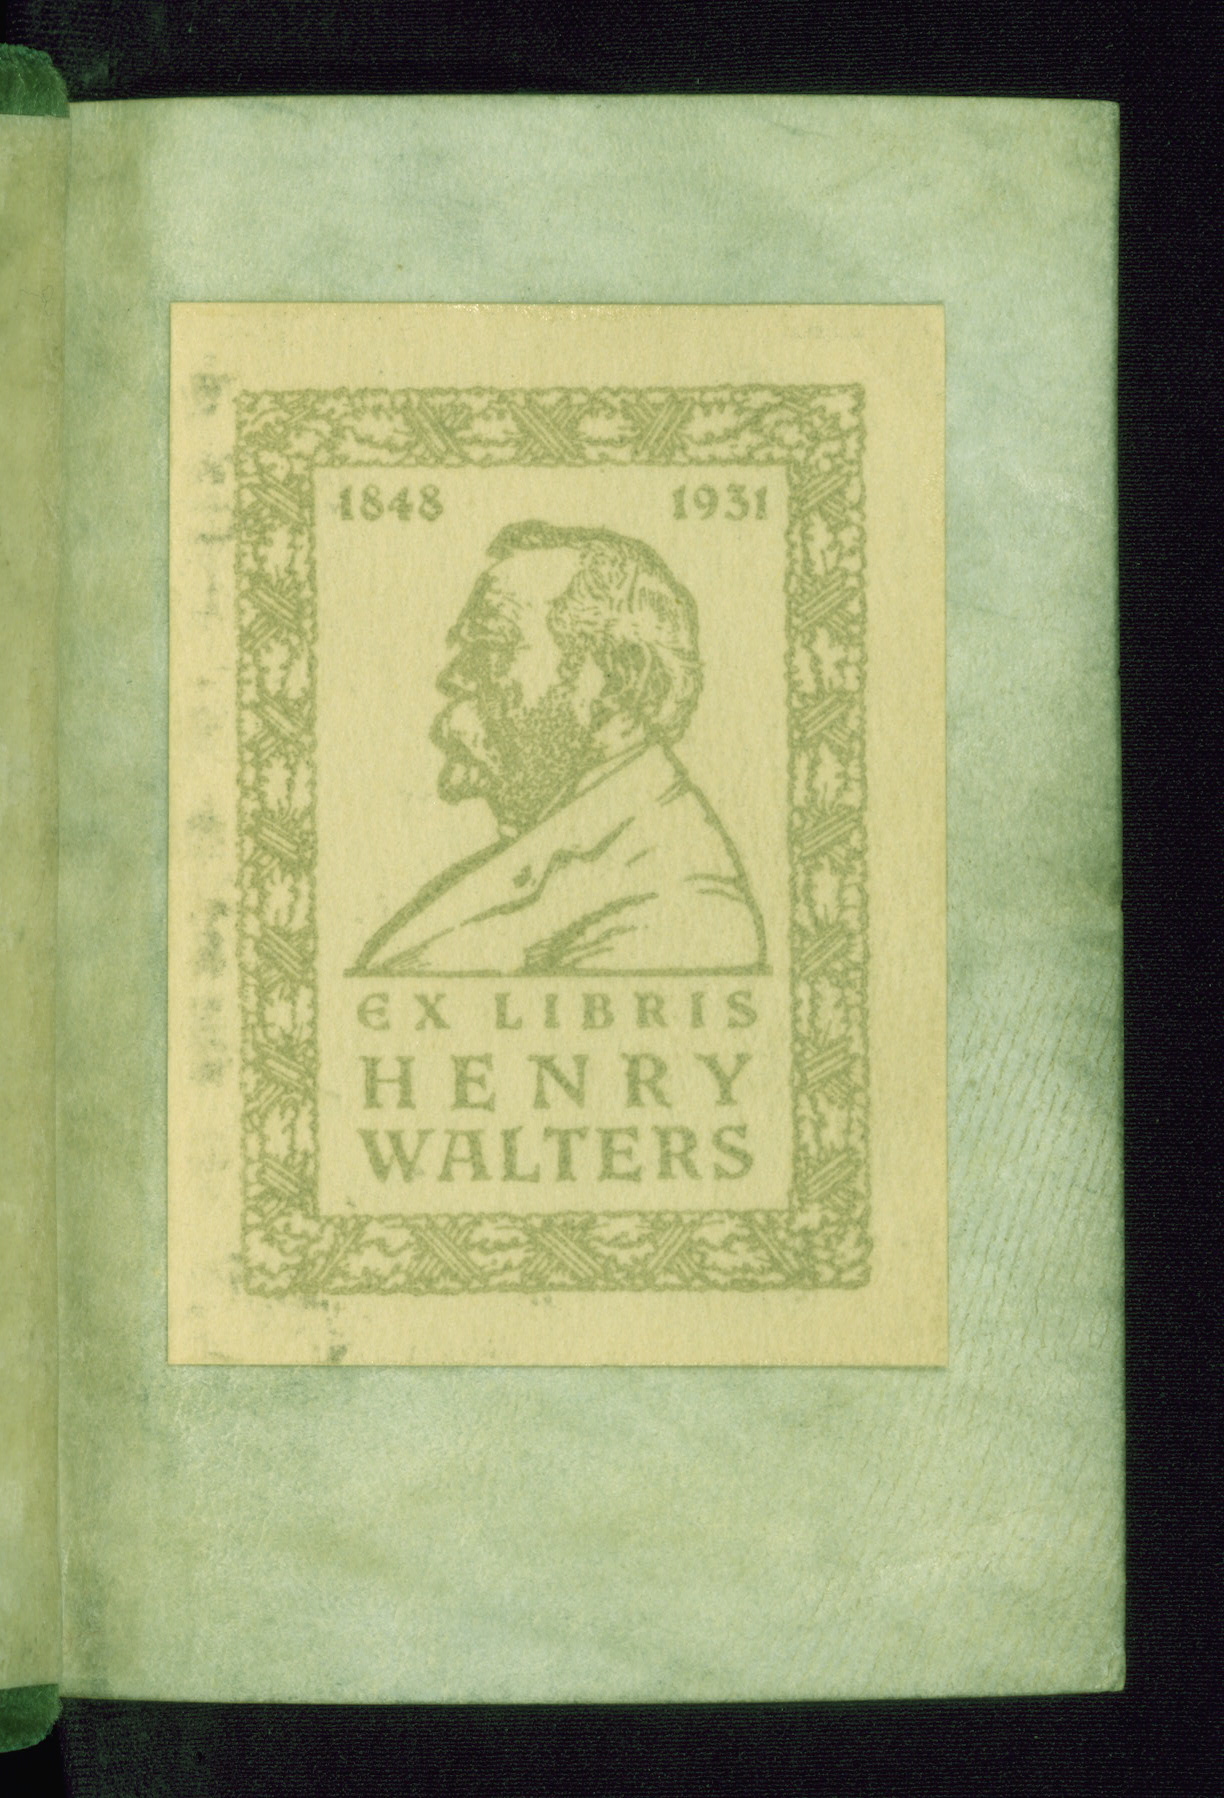 1848 1931
EX LIBRIS
HENRY
WALTERS